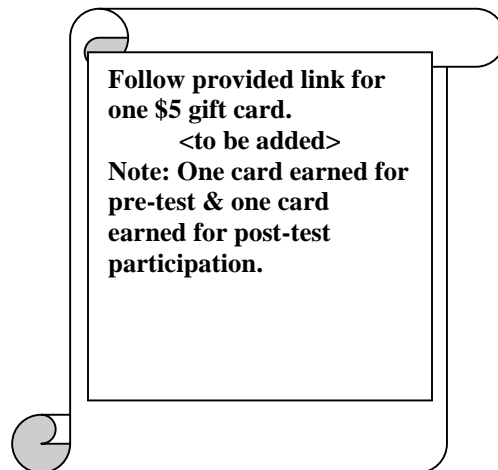 Follow provided link for
one $5 gift card.
<to be added>
Note: One card earned for
pre-test & one card
earned for post-test
participation.